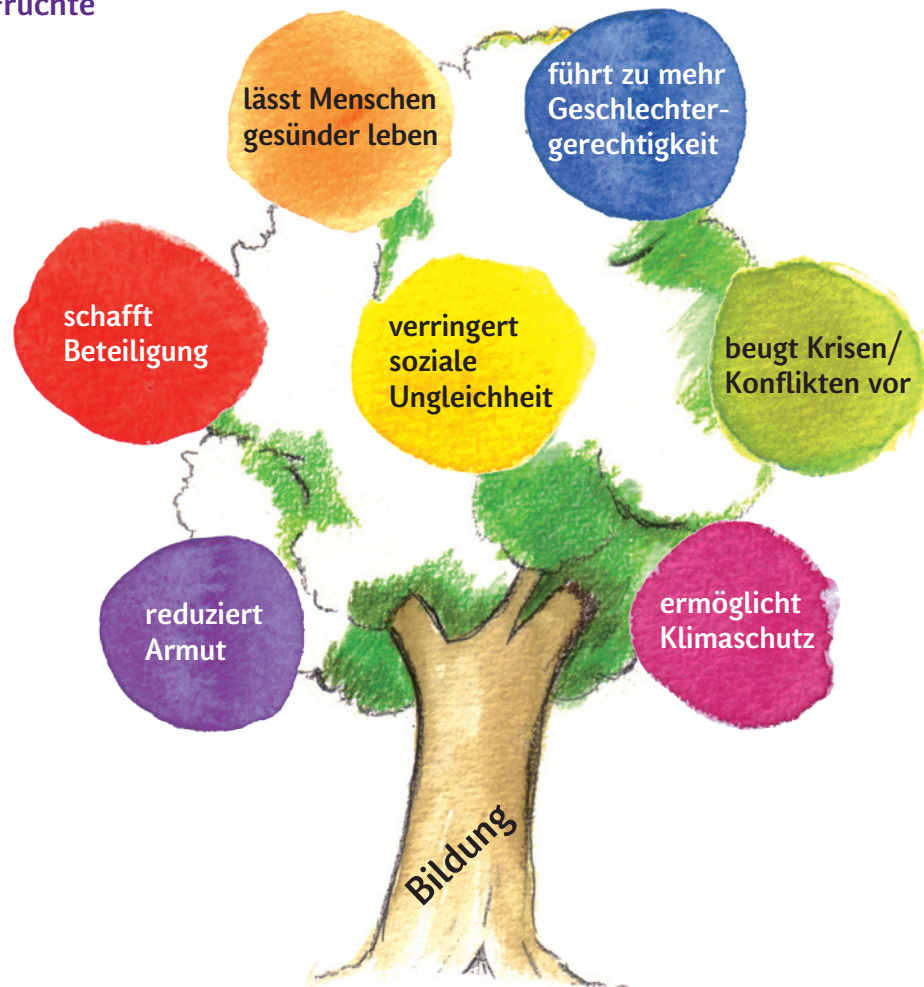 Früchte
lässt Menschen
gesünder leben
führt zu mehr
Geschlechter-
gerechtigkeit
schafft
Beteiligung
verringert
soziale
Ungleichheit
beugt Krisen/
Konflikten vor
reduziert
Armut
ermöglicht
Klimaschutz
Bildung